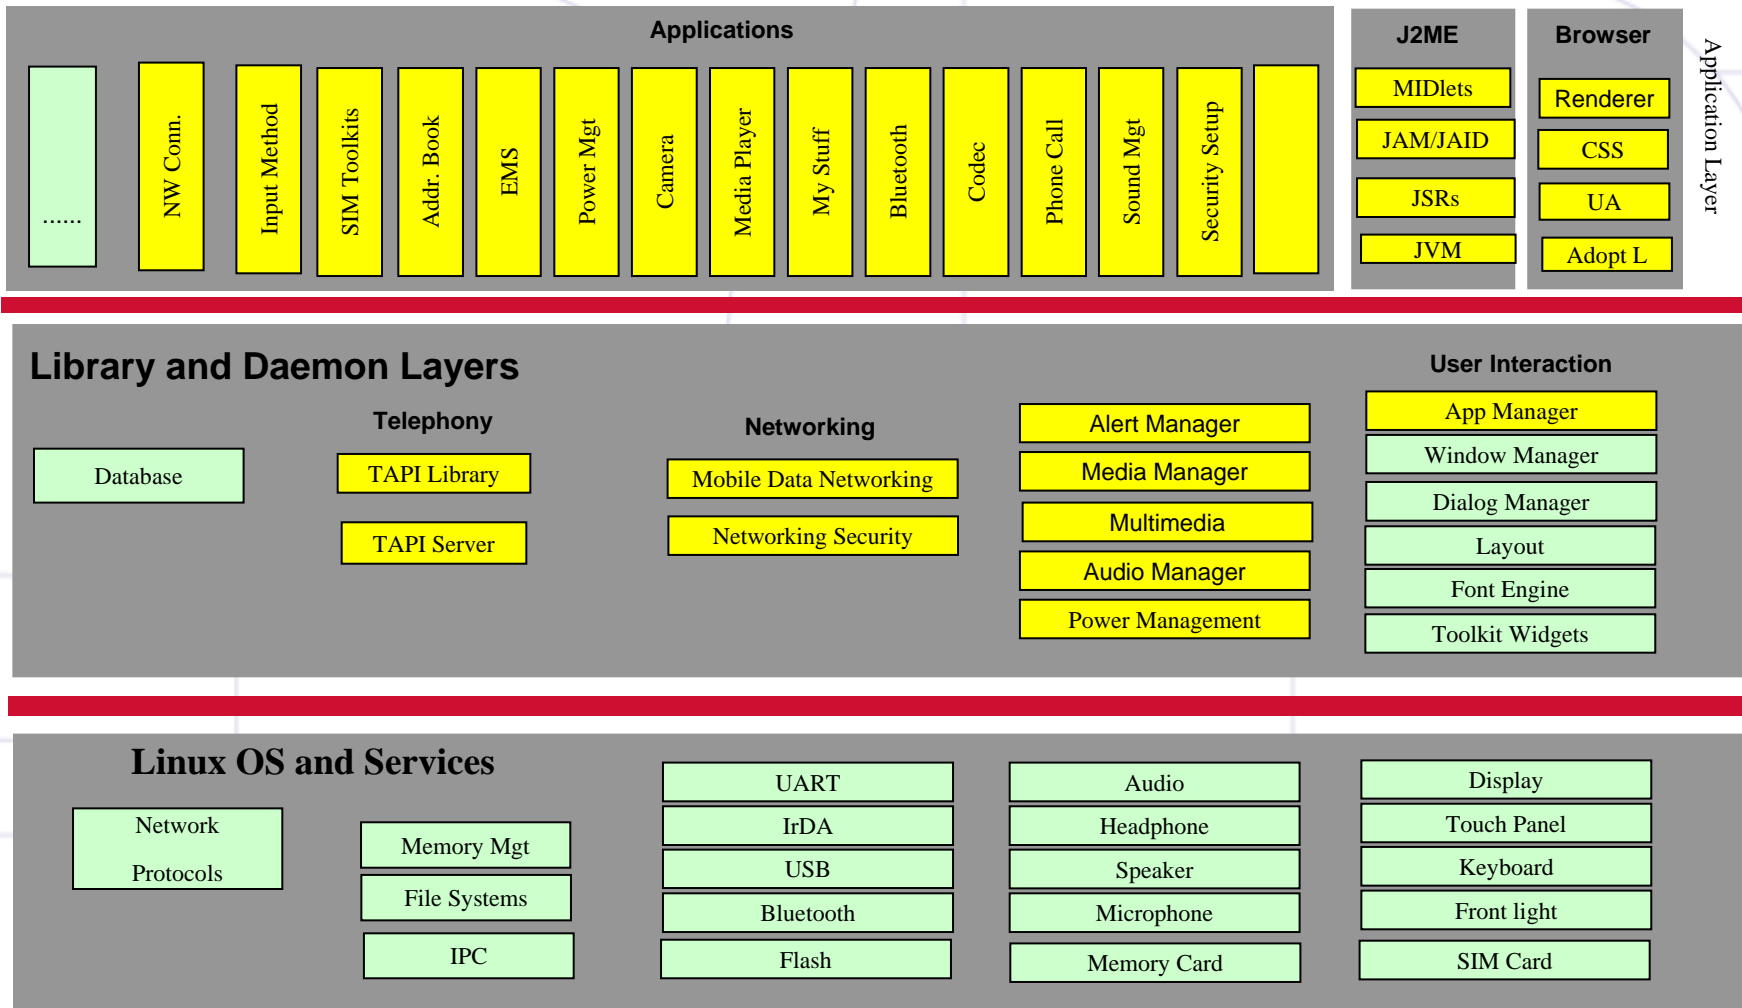 Applications
J2ME
Browser
Application Layer
......
NW Conn.
Input Method
SIM Toolkits
Addr. Book
EMS
Power Mgt
Camera
Media Player
My Stuff
Bluetooth
Codec
Phone Call
Sound Mgt
Security Setup
MIDlets
JAM/JAID
JSRs
JVM
Renderer
CSS
UA
Adopt L
Library and Daemon Layers
Database
Telephony
TAPI Library
TAPI Server
Networking
Mobile Data Networking
Networking Security
Alert Manager
Media Manager
Multimedia
Audio Manager
Power Management
User Interaction
App Manager
Window Manager
Dialog Manager
Layout
Font Engine
Toolkit Widgets
Linux OS and Services
Network
Protocols
Memory Mgt
File Systems
IPC
UART
IrDA
USB
Bluetooth
Flash
Audio
Headphone
Speaker
Microphone
Memory Card
Display
Touch Panel
Keyboard
Front light
SIM Card